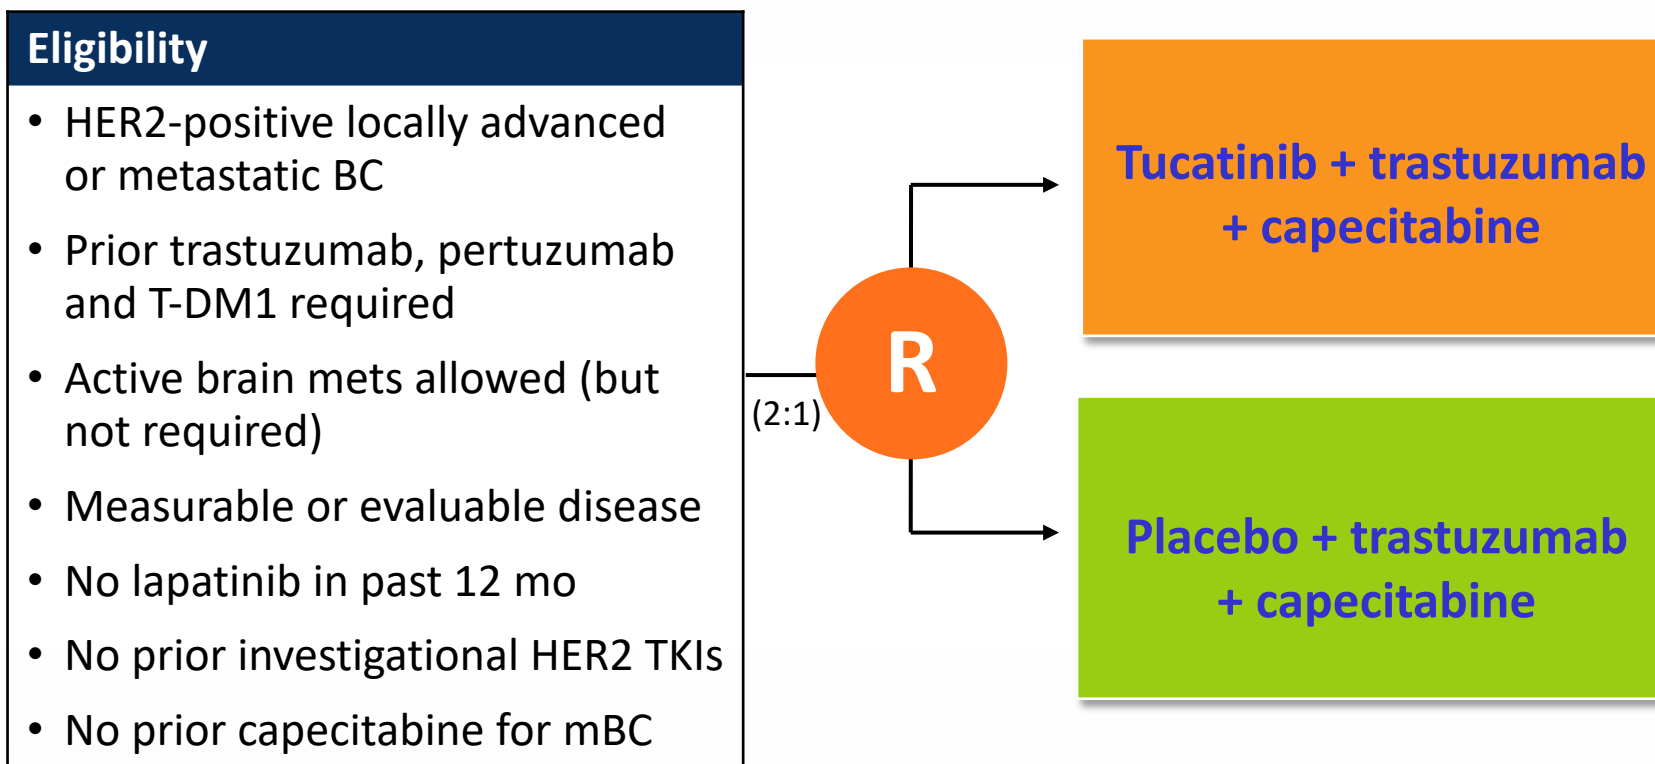 Eligibility
• HER2-positive locally advanced
or metastatic BC
• Prior trastuzumab, pertuzumab
and T-DM1 required
• Active brain mets allowed (but
not required)
• Measurable or evaluable disease
• No lapatinib in past 12 mo
• No prior investigational HER2 TKIs
• No prior capecitabine for mBC
(2:1)
R
Tucatinib + trastuzumab
+ capecitabine
Placebo + trastuzumab
+ capecitabine